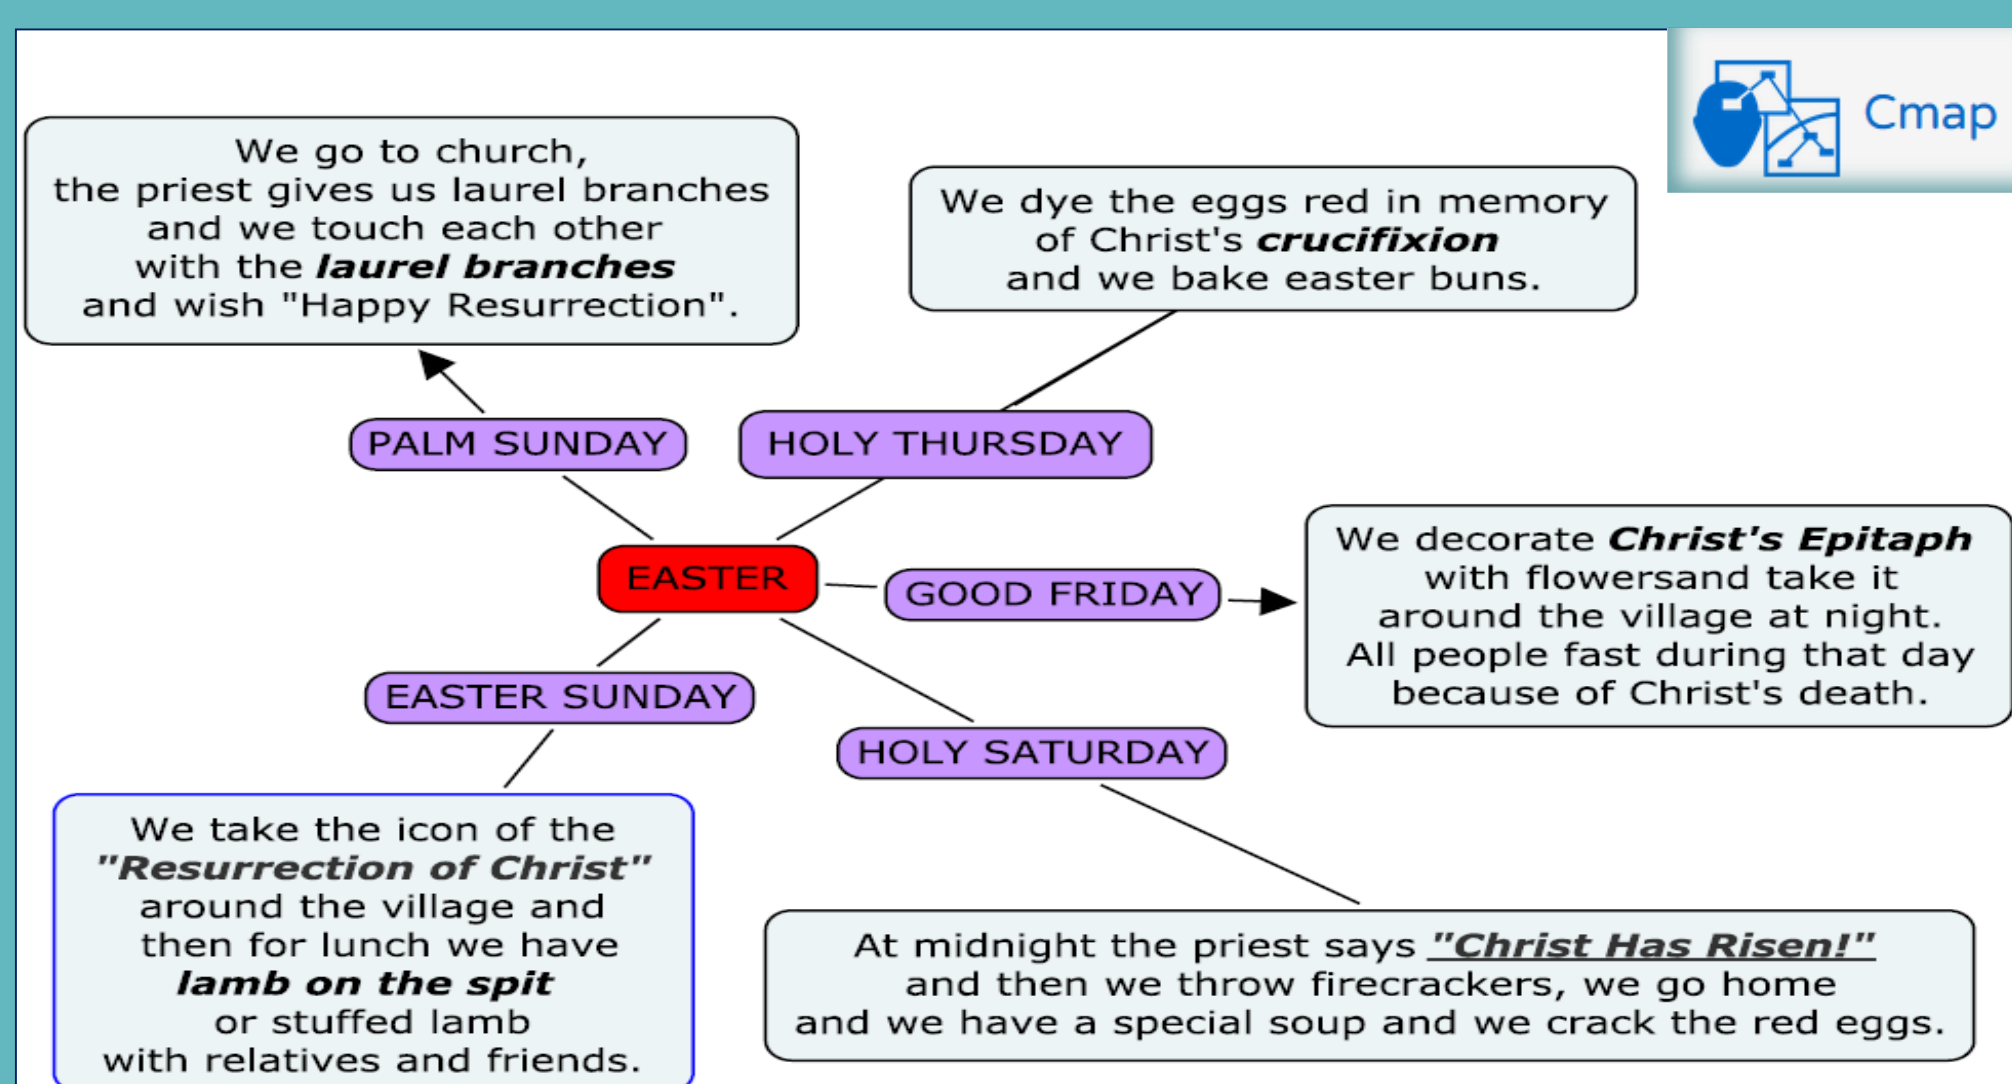 Cmap
We go to church,
the priest gives us laurel branches
and we touch each other
with the laurel branches
and wish "Happy Resurrection".
We dye the eggs red in memory
of Christ's crucifixion
and we bake easter buns.
PALM SUNDAY
HOLY THURSDAY
EASTER
GOOD FRIDAY
We decorate Christ's Epitaph
with flowersand take it
around the village at night.
All people fast during that day
because of Christ's death.
EASTER SUNDAY
HOLY SATURDAY
We take the icon of the
"Resurrection of Christ"
around the village and
then for lunch we have
lamb on the spit
or stuffed lamb
with relatives and friends.
At midnight the priest says "Christ Has Risen!"
and then we throw firecrackers, we go home
and we have a special soup and we crack the red eggs.